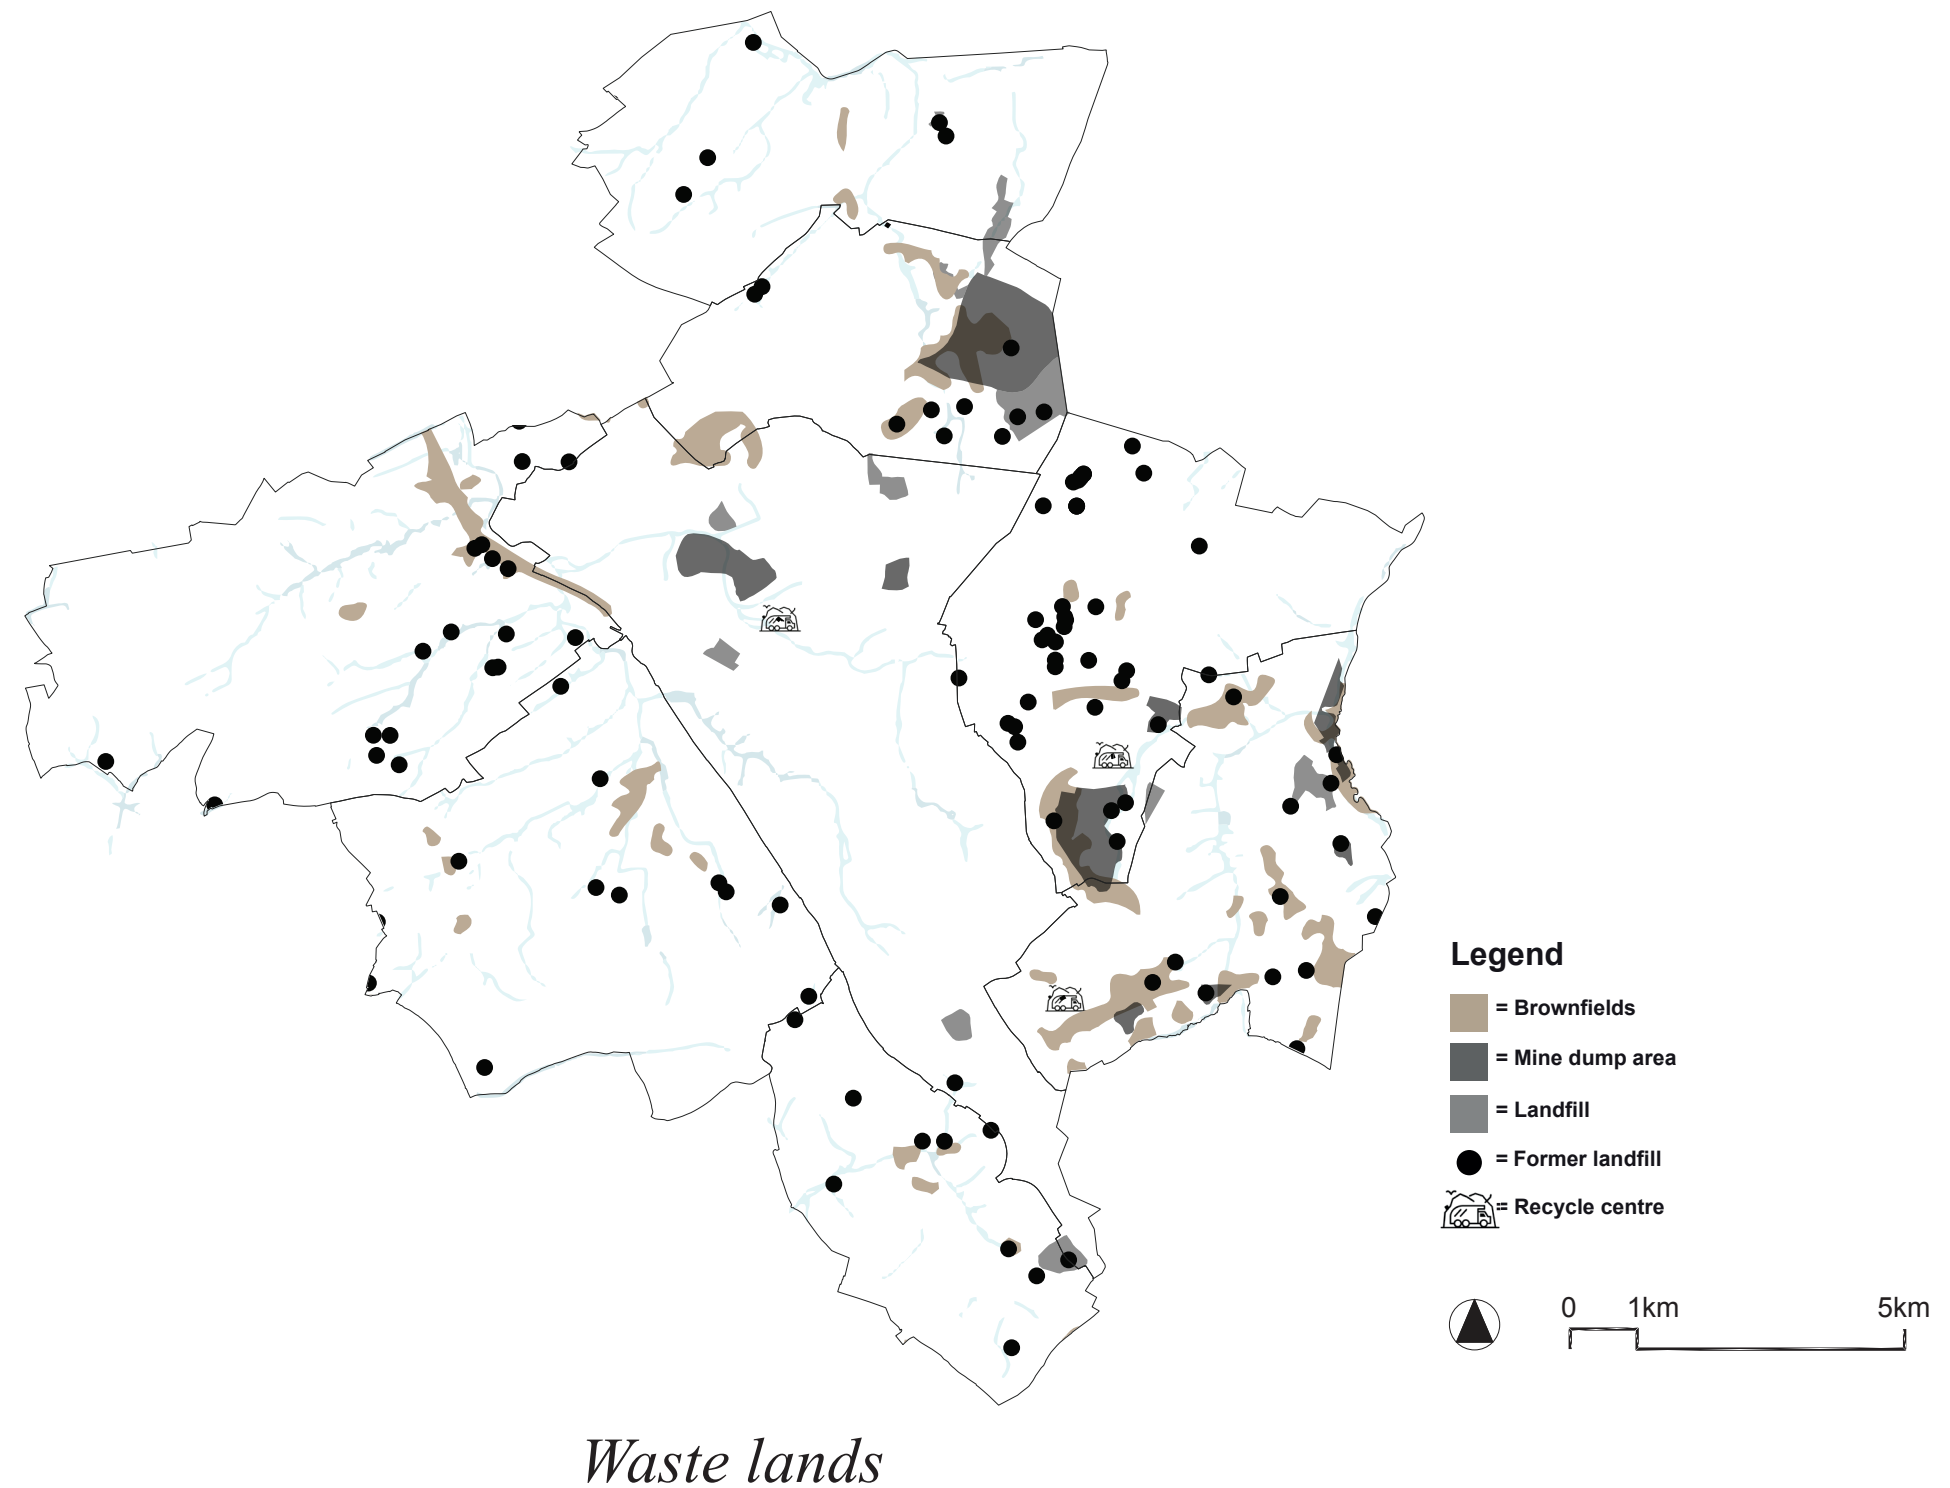 Legend
= Brownfields
= Mine dump area
= Landfill
= Former landfill
= Recycle centre
0 1km 5km
Waste lands